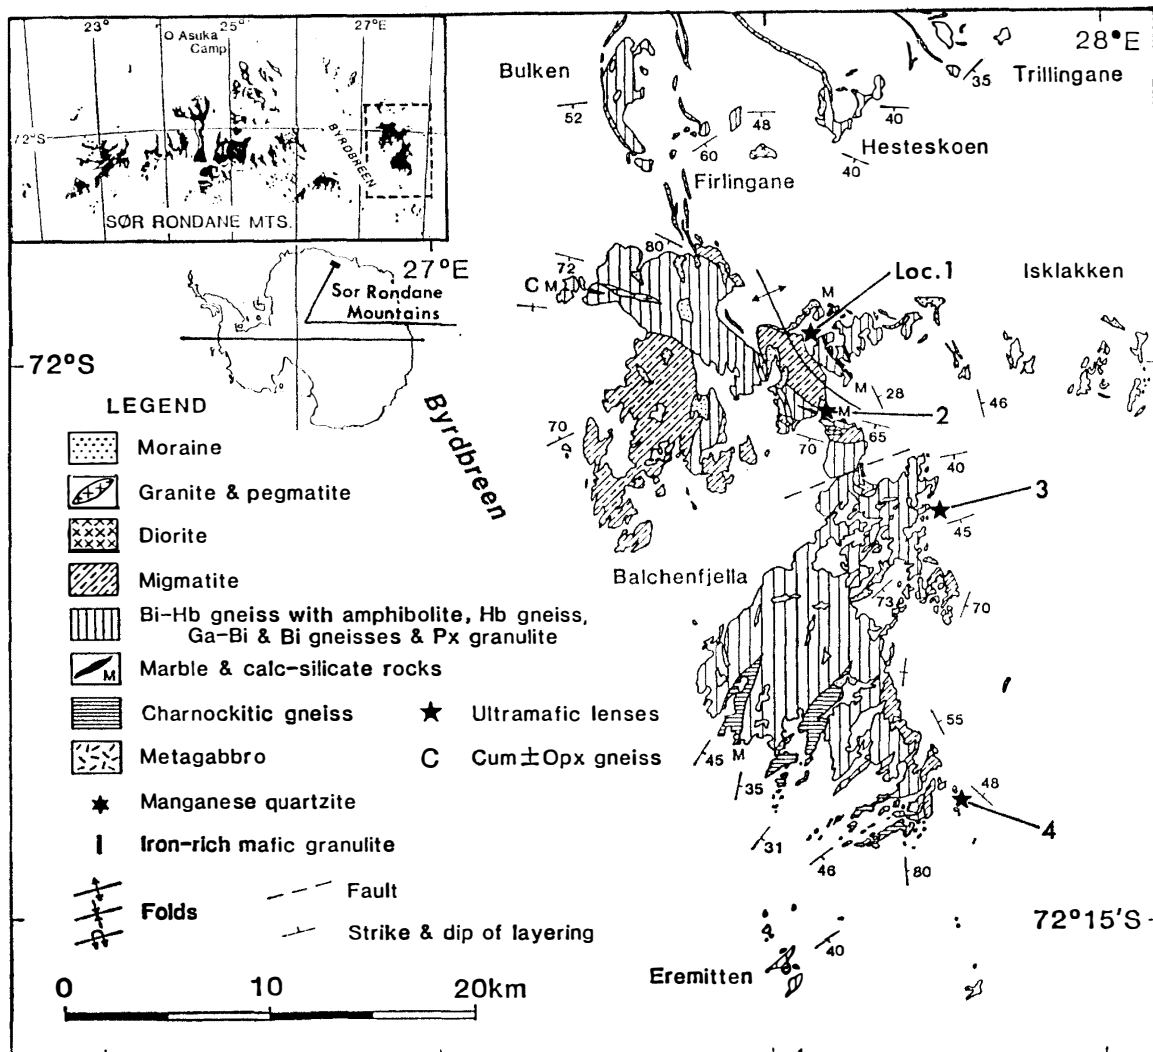 23°
25°
27°E
O Asuka
Camp
72°S
BYRDBREEN
SØR RONDANE MTS.
27°E
Sor Rondane
Mountains
28°E
Bulken
Trillingane
35
52
48
40
60
Hesteskoen
Firlingane
40
80
72
C M
M
Loc.1
Isklakken
72°S
M
28
46
M
2
70
70
65
40
Byrdbreen
3
45
Balchenfjella
73
70
55
45
M
35
48
4
31
46
80
72°15'S
40
Eremitten
LEGEND
Moraine
Granite & pegmatite
Diorite
Migmatite
Bi-Hb gneiss with amphibolite, Hb gneiss,
Ga-Bi & Bi gneisses & Px granulite
M
Marble & calc-silicate rocks
Charnockitic gneiss
Ultramafic lenses
Metagabbro
C Cum±Opx gneiss
Manganese quartzite
Iron-rich mafic granulite
Folds
Fault
Strike & dip of layering
0 10 20km